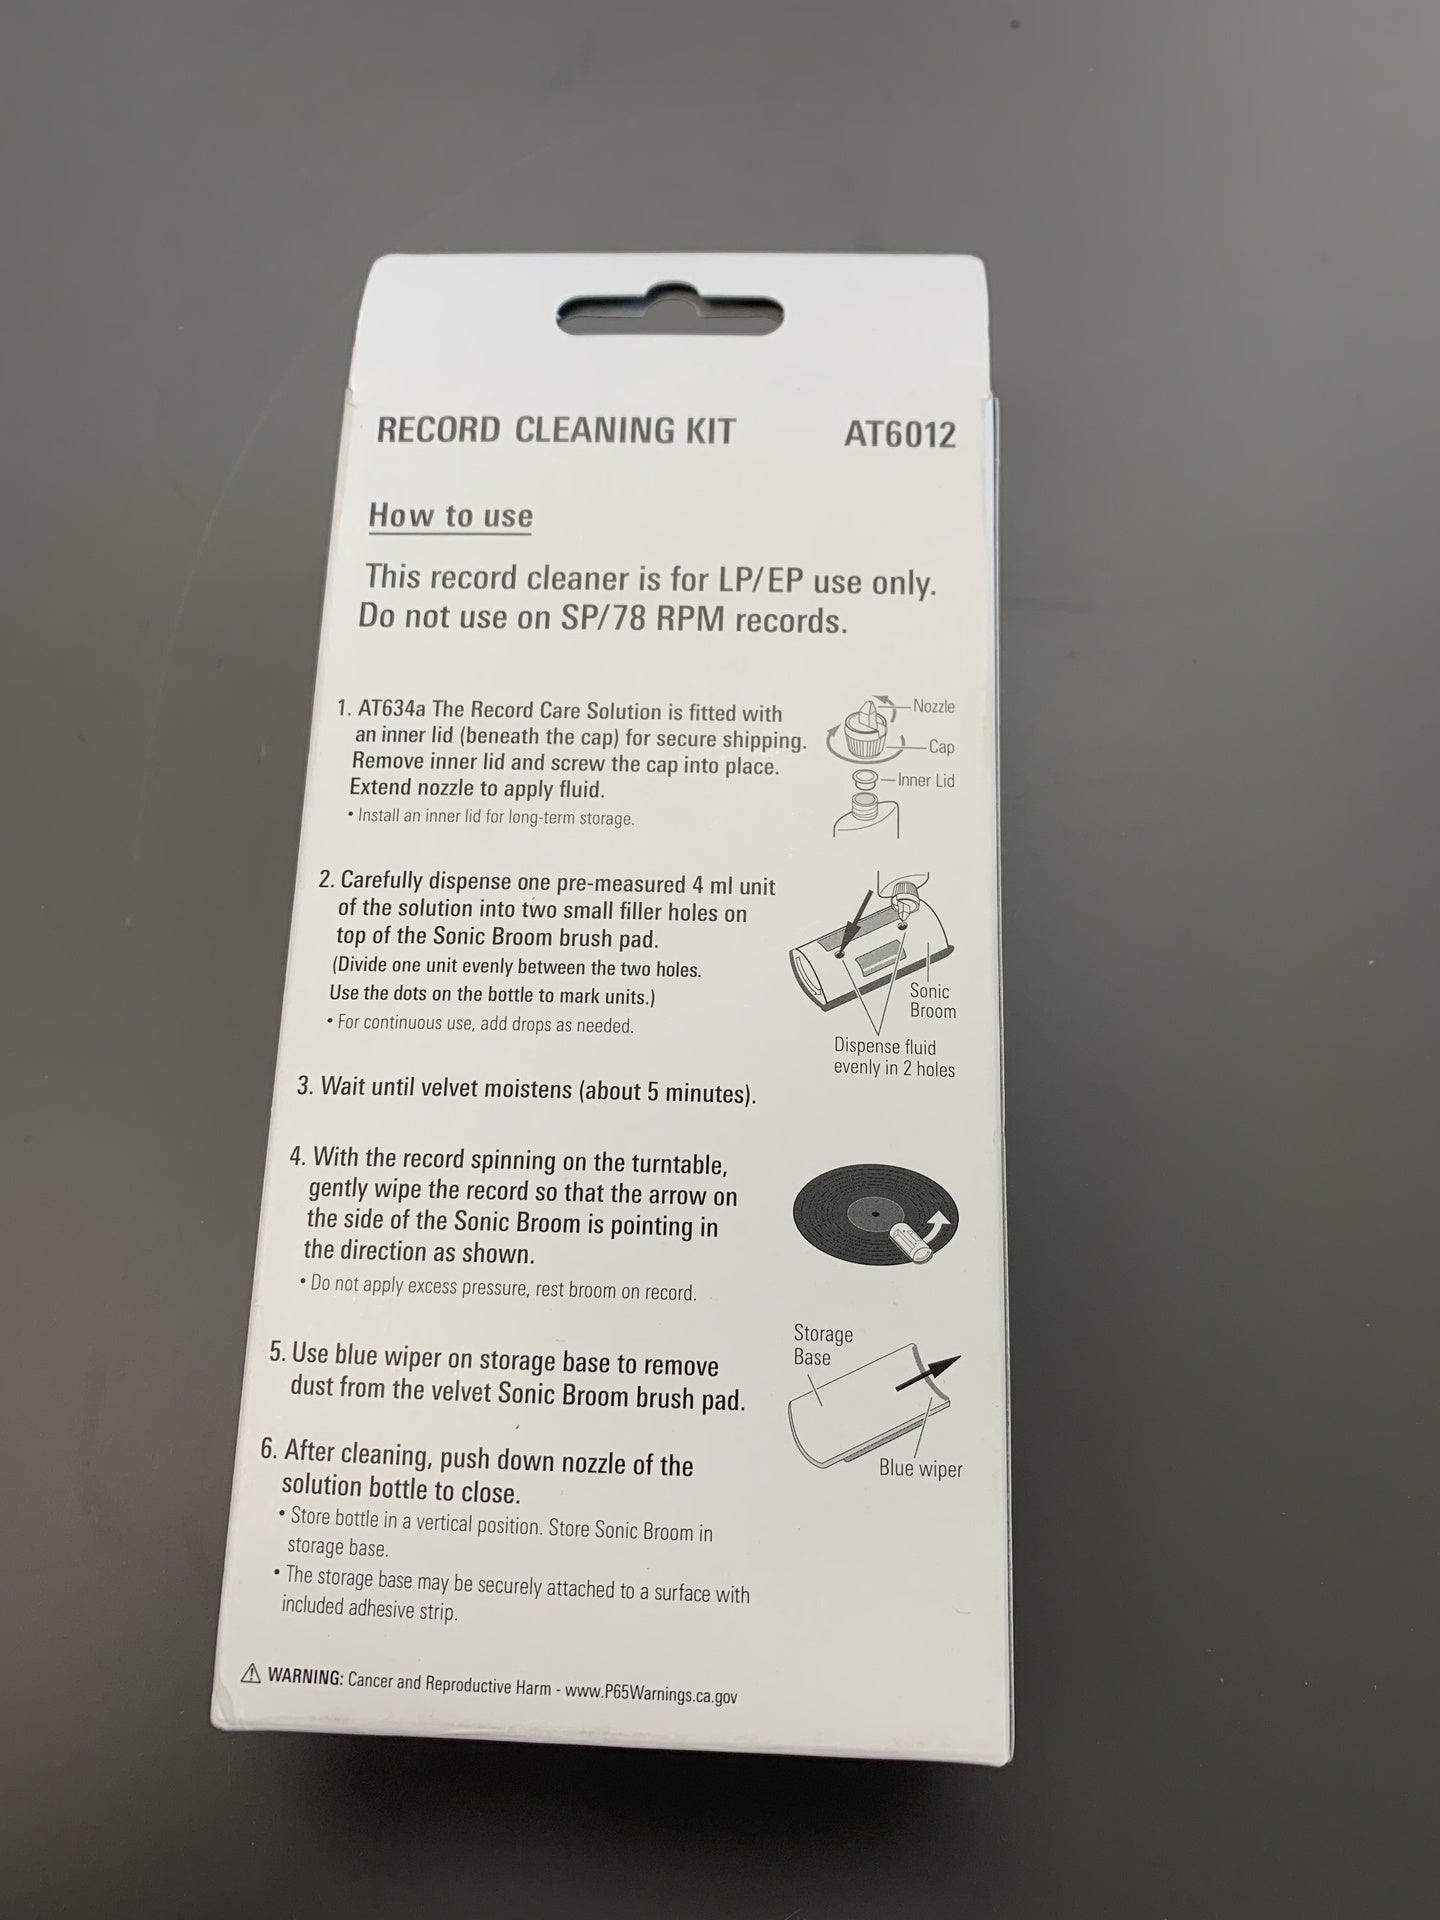 RECORD CLEANING KIT AT6012
How to use
This record cleaner is for LP/EP use only.
Do not use on SP/78 RPM records.
1. AT634a The Record Care Solution is fitted with
an inner lid (beneath the cap) for secure shipping.
Remove inner lid and screw the cap into place.
Extend nozzle to apply fluid.
• Install an inner lid for long-term storage.
Nozzle
Cap
Inner Lid
2. Carefully dispense one pre-measured 4 ml unit
of the solution into two small filler holes on
top of the Sonic Broom brush pad.
(Divide one unit evenly between the two holes.
Use the dots on the bottle to mark units.)
• For continuous use, add drops as needed.
Sonic
Broom
Dispense fluid
evenly in 2 holes
3. Wait until velvet moistens (about 5 minutes).
4. With the record spinning on the turntable,
gently wipe the record so that the arrow on
the side of the Sonic Broom is pointing in
the direction as shown.
• Do not apply excess pressure, rest broom on record.
5. Use blue wiper on storage base to remove
dust from the velvet Sonic Broom brush pad.
Storage
Base
Blue wiper
6. After cleaning, push down nozzle of the
solution bottle to close.
• Store bottle in a vertical position. Store Sonic Broom in
storage base.
• The storage base may be securely attached to a surface with
included adhesive strip.
⚠ WARNING: Cancer and Reproductive Harm - www.P65Warnings.ca.gov